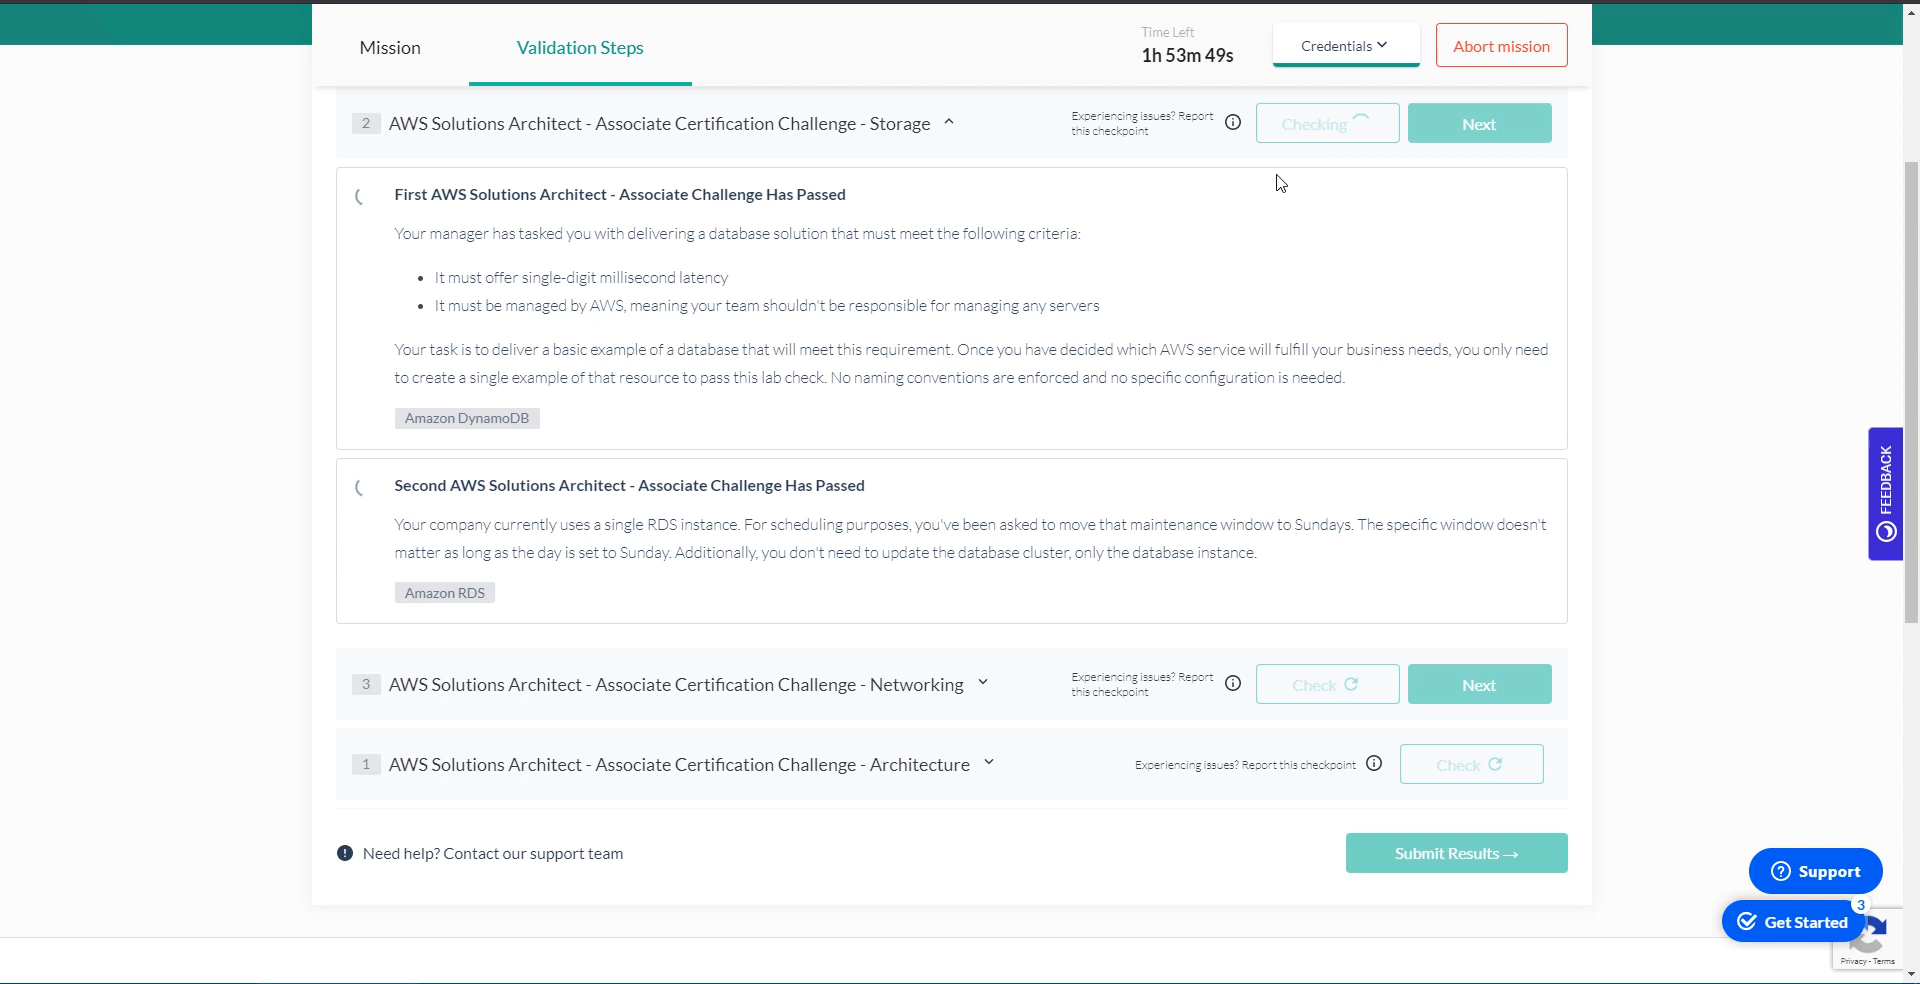 Mission
Validation Steps
Time Left
1h 53m 49s
Credentials
Abort mission
2 AWS Solutions Architect - Associate Certification Challenge - Storage
Experiencing issues? Report
this checkpoint
Checking
Next
First AWS Solutions Architect - Associate Challenge Has Passed
Your manager has tasked you with delivering a database solution that must meet the following criteria:
• It must offer single-digit millisecond latency
• It must be managed by AWS, meaning your team shouldn't be responsible for managing any servers
Your task is to deliver a basic example of a database that will meet this requirement. Once you have decided which AWS service will fulfill your business needs, you only need
to create a single example of that resource to pass this lab check. No naming conventions are enforced and no specific configuration is needed.
Amazon DynamoDB
Second AWS Solutions Architect - Associate Challenge Has Passed
Your company currently uses a single RDS instance. For scheduling purposes, you've been asked to move that maintenance window to Sundays. The specific window doesn't
matter as long as the day is set to Sunday. Additionally, you don't need to update the database cluster, only the database instance.
Amazon RDS
3 AWS Solutions Architect - Associate Certification Challenge - Networking
Experiencing issues? Report
this checkpoint
Check
Next
1 AWS Solutions Architect - Associate Certification Challenge - Architecture
Experiencing issues? Report this checkpoint
Check
Need help? Contact our support team
Submit Results →
FEEDBACK
Support
3
Get Started
Privacy - Terms